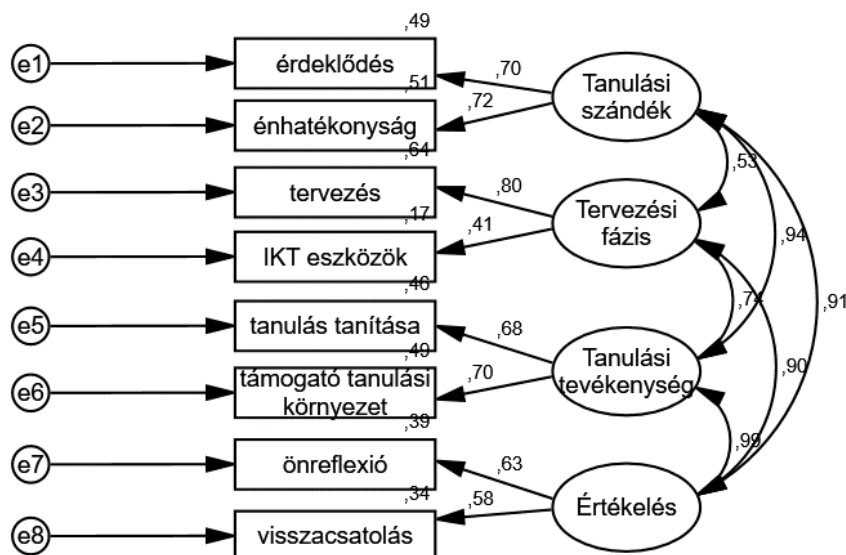 ,49
e1
érdeklődés
,70
Tanulási
szándék
,51
e2
énhatékonyság
,72
,64
,53
e3
tervezés
,80
Tervezési
fázis
,17
e4
IKT eszközök
,41
,94
,46
,74
,91
e5
tanulás tanítása
,68
Tanulási
tevékenység
,49
,90
e6
támogató tanulási
környezet
,70
,39
,99
e7
önreflexió
,63
Értékelés
,34
,58
e8
visszacsatolás